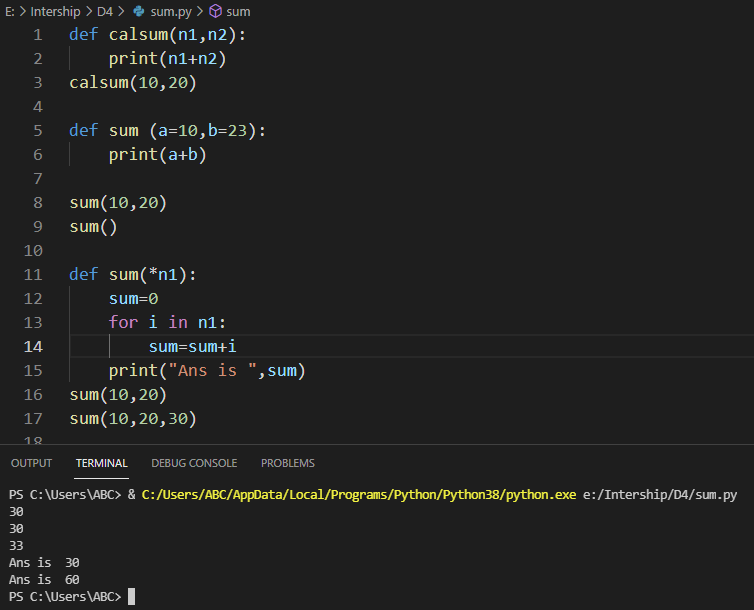 E: > Intership > D4 > sum.py > sum
1 def calsum(n1,n2):
2     print(n1+n2)
3 calsum(10,20)
4
5 def sum (a=10,b=23):
6     print(a+b)
7
8 sum(10,20)
9 sum()
10
11 def sum(*n1):
12     sum=0
13     for i in n1:
14         sum=sum+i
15     print("Ans is ",sum)
16 sum(10,20)
17 sum(10,20,30)
18
OUTPUT TERMINAL DEBUG CONSOLE PROBLEMS
PS C:\Users\ABC> & C:/Users/ABC/AppData/Local/Programs/Python/Python38/python.exe e:/Intership/D4/sum.py
30
30
33
Ans is  30
Ans is  60
PS C:\Users\ABC>